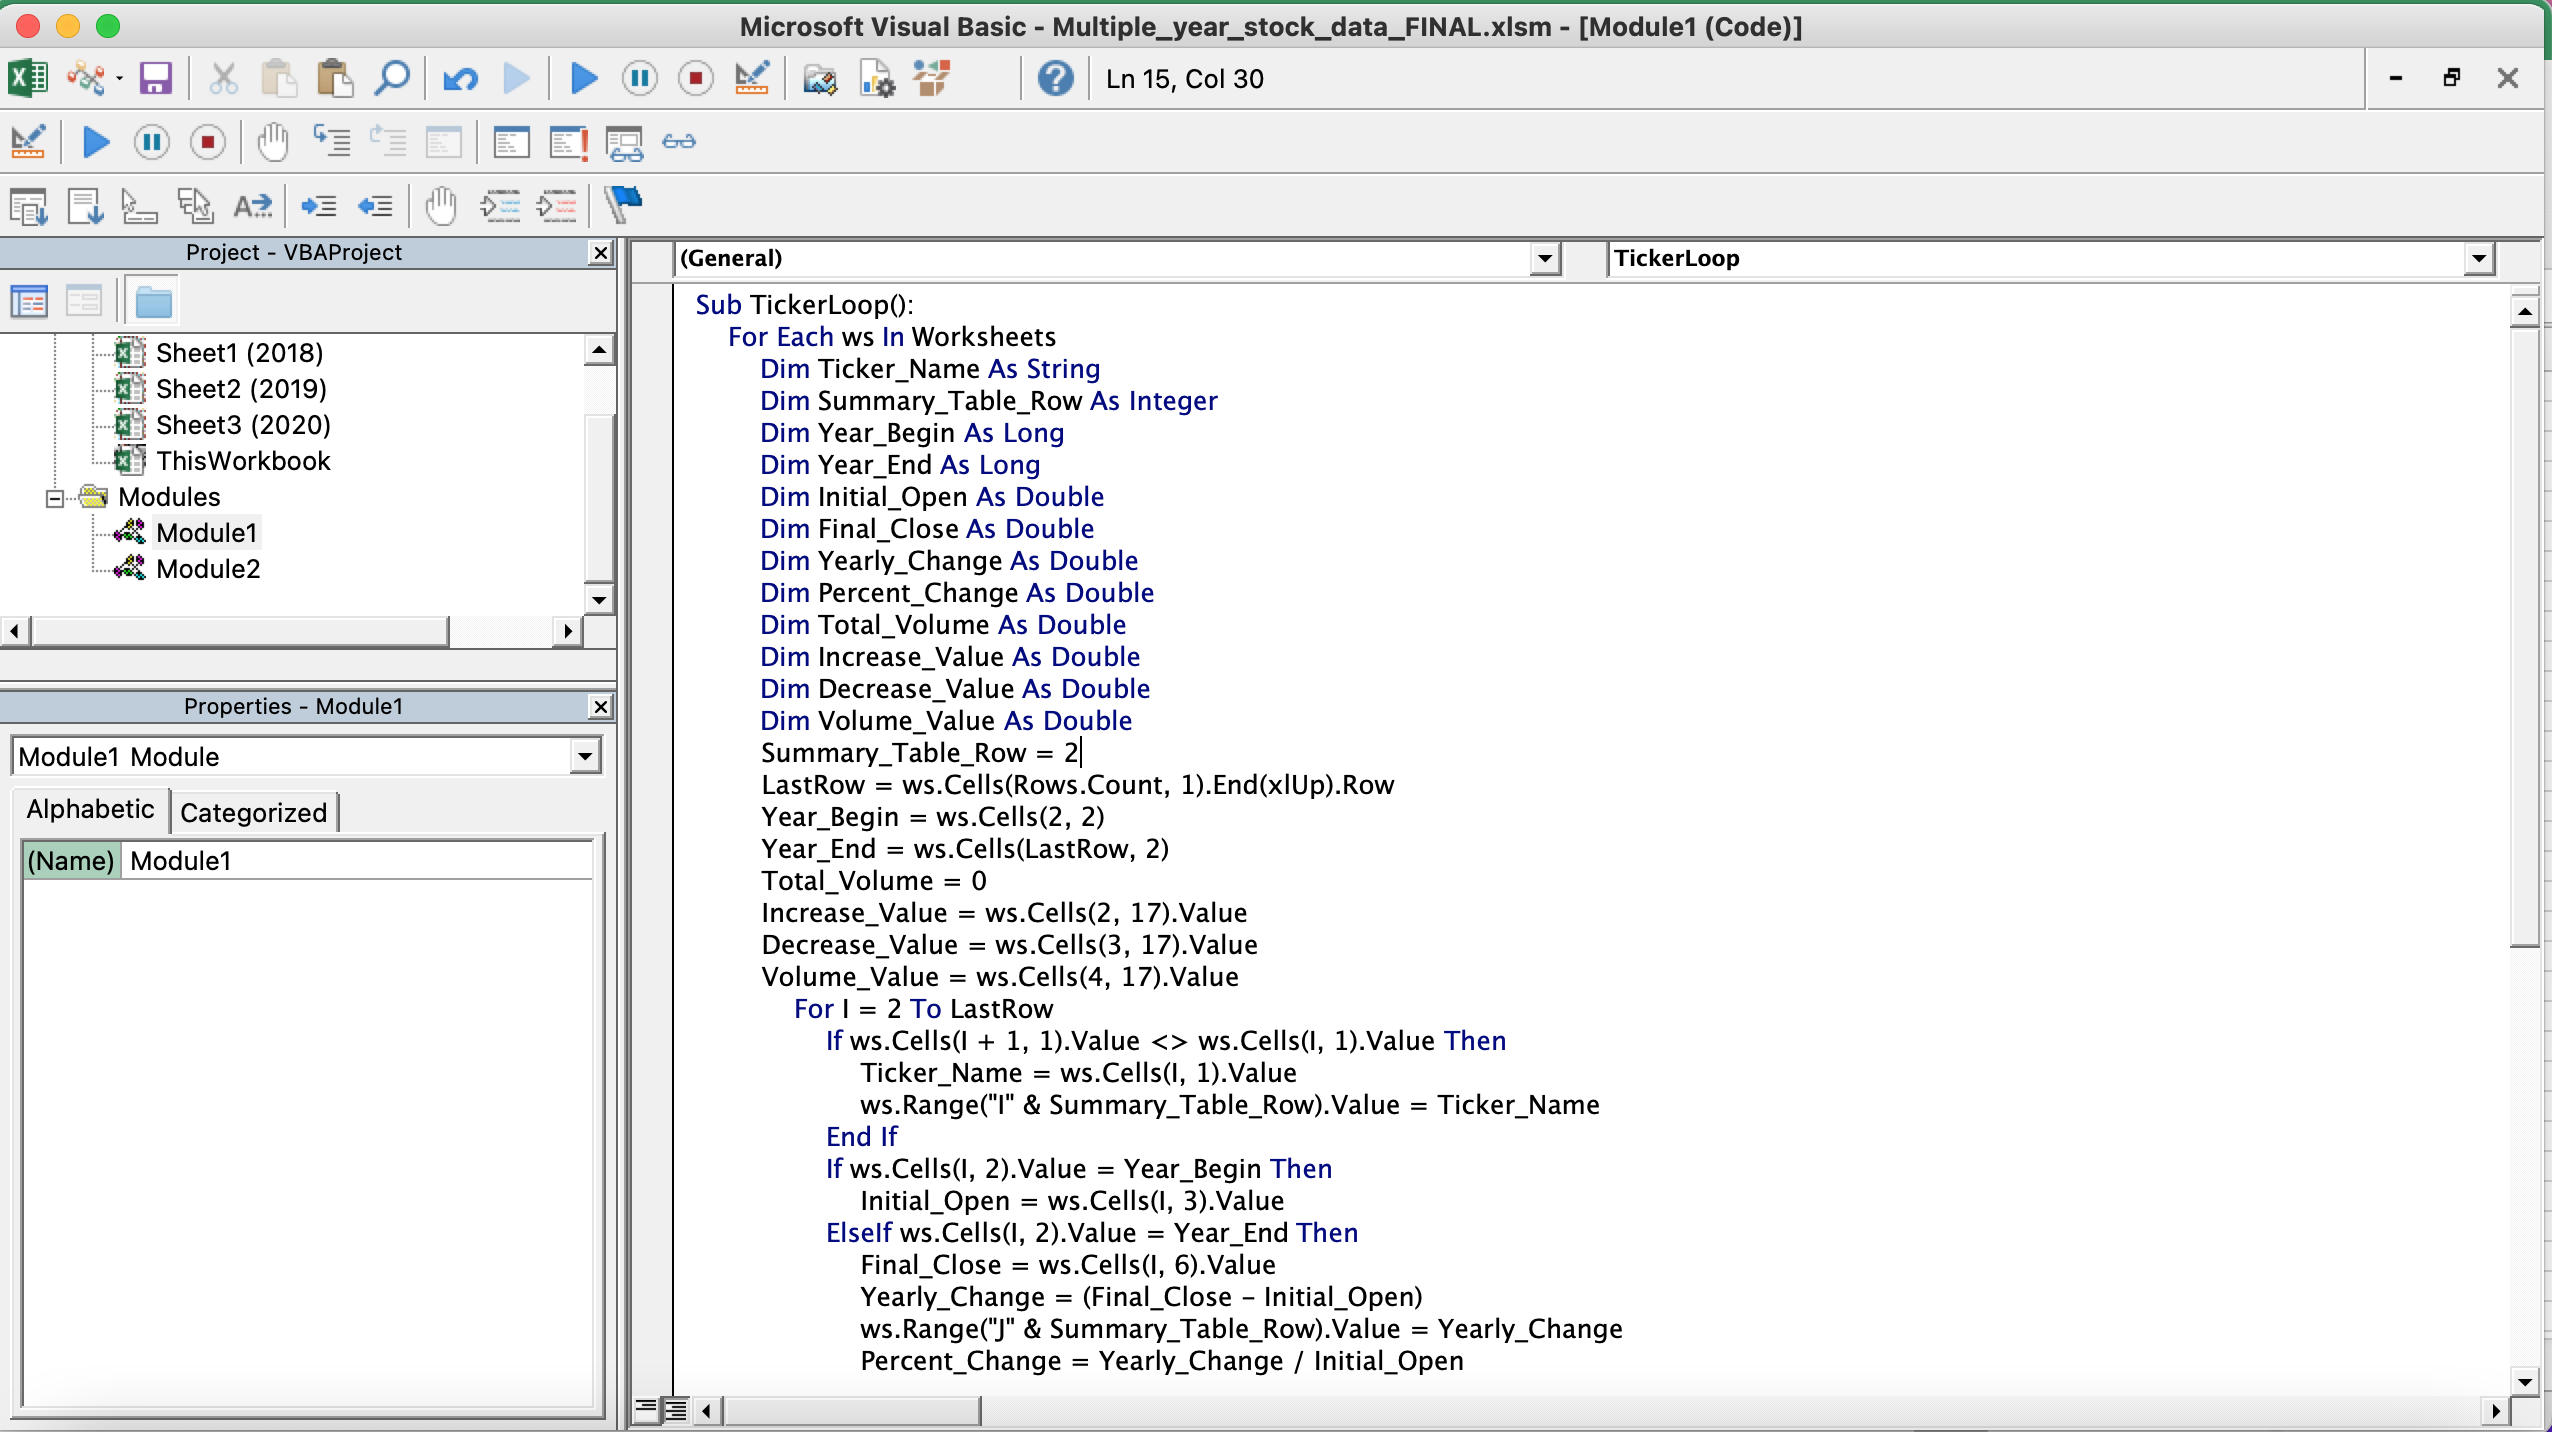 Microsoft Visual Basic - Multiple_year_stock_data_FINAL.xlsm - [Module1 (Code)]
Ln 15, Col 30
Project - VBAProject
Sheet1 (2018)
Sheet2 (2019)
Sheet3 (2020)
ThisWorkbook
Modules
Module1
Module2
Properties - Module1
Module1 Module
Alphabetic
Categorized
(Name) Module1
(General)
TickerLoop
Sub TickerLoop():
For Each ws In Worksheets
Dim Ticker_Name As String
Dim Summary_Table_Row As Integer
Dim Year_Begin As Long
Dim Year_End As Long
Dim Initial_Open As Double
Dim Final_Close As Double
Dim Yearly_Change As Double
Dim Percent_Change As Double
Dim Total_Volume As Double
Dim Increase_Value As Double
Dim Decrease_Value As Double
Dim Volume_Value As Double
Summary_Table_Row = 2
LastRow = ws.Cells(Rows.Count, 1).End(xlUp).Row
Year_Begin = ws.Cells(2, 2)
Year_End = ws.Cells(LastRow, 2)
Total_Volume = 0
Increase_Value = ws.Cells(2, 17).Value
Decrease_Value = ws.Cells(3, 17).Value
Volume_Value = ws.Cells(4, 17).Value
For I = 2 To LastRow
If ws.Cells(I + 1, 1).Value <> ws.Cells(I, 1).Value Then
Ticker_Name = ws.Cells(I, 1).Value
ws.Range("I" & Summary_Table_Row).Value = Ticker_Name
End If
If ws.Cells(I, 2).Value = Year_Begin Then
Initial_Open = ws.Cells(I, 3).Value
ElseIf ws.Cells(I, 2).Value = Year_End Then
Final_Close = ws.Cells(I, 6).Value
Yearly_Change = (Final_Close - Initial_Open)
ws.Range("J" & Summary_Table_Row).Value = Yearly_Change
Percent_Change = Yearly_Change / Initial_Open